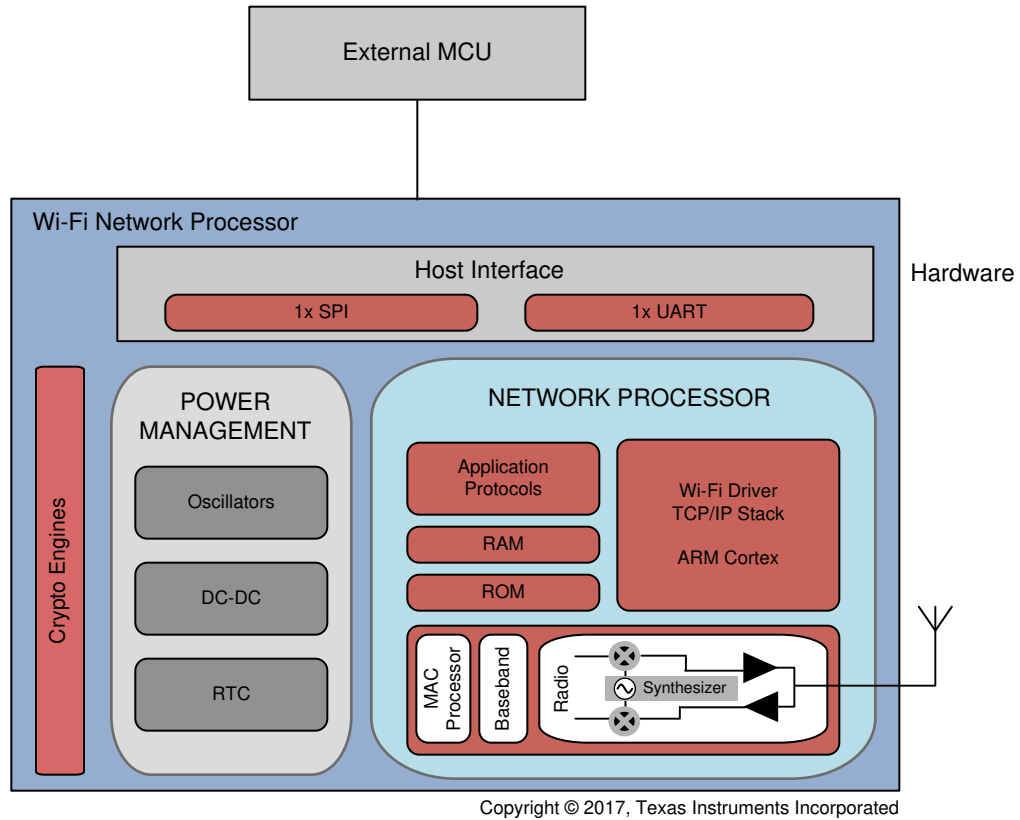 External MCU
Wi-Fi Network Processor
Host Interface
Hardware
1x SPI
1x UART
Crypto Engines
POWER
MANAGEMENT
Oscillators
DC-DC
RTC
NETWORK PROCESSOR
Application
Protocols
RAM
ROM
Wi-Fi Driver
TCP/IP Stack
ARM Cortex
MAC
Processor
Baseband
Radio
Synthesizer
Copyright © 2017, Texas Instruments Incorporated